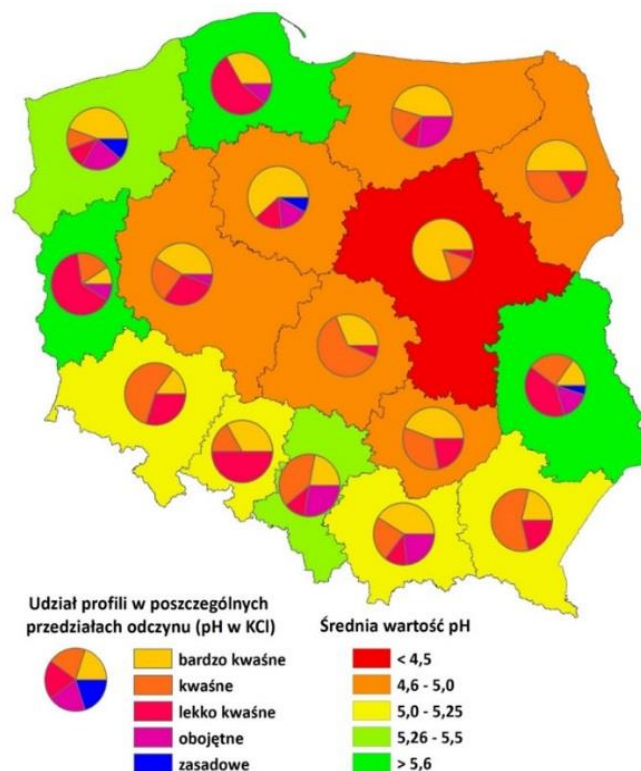 Udział profili w poszczególnych
przedziałach odczynu (pH w KCl)
bardzo kwaśne
kwaśne
lekko kwaśne
obojętne
zasadowe
Średnia wartość pH
< 4,5
4,6 - 5,0
5,0 - 5,25
5,26 - 5,5
> 5,6